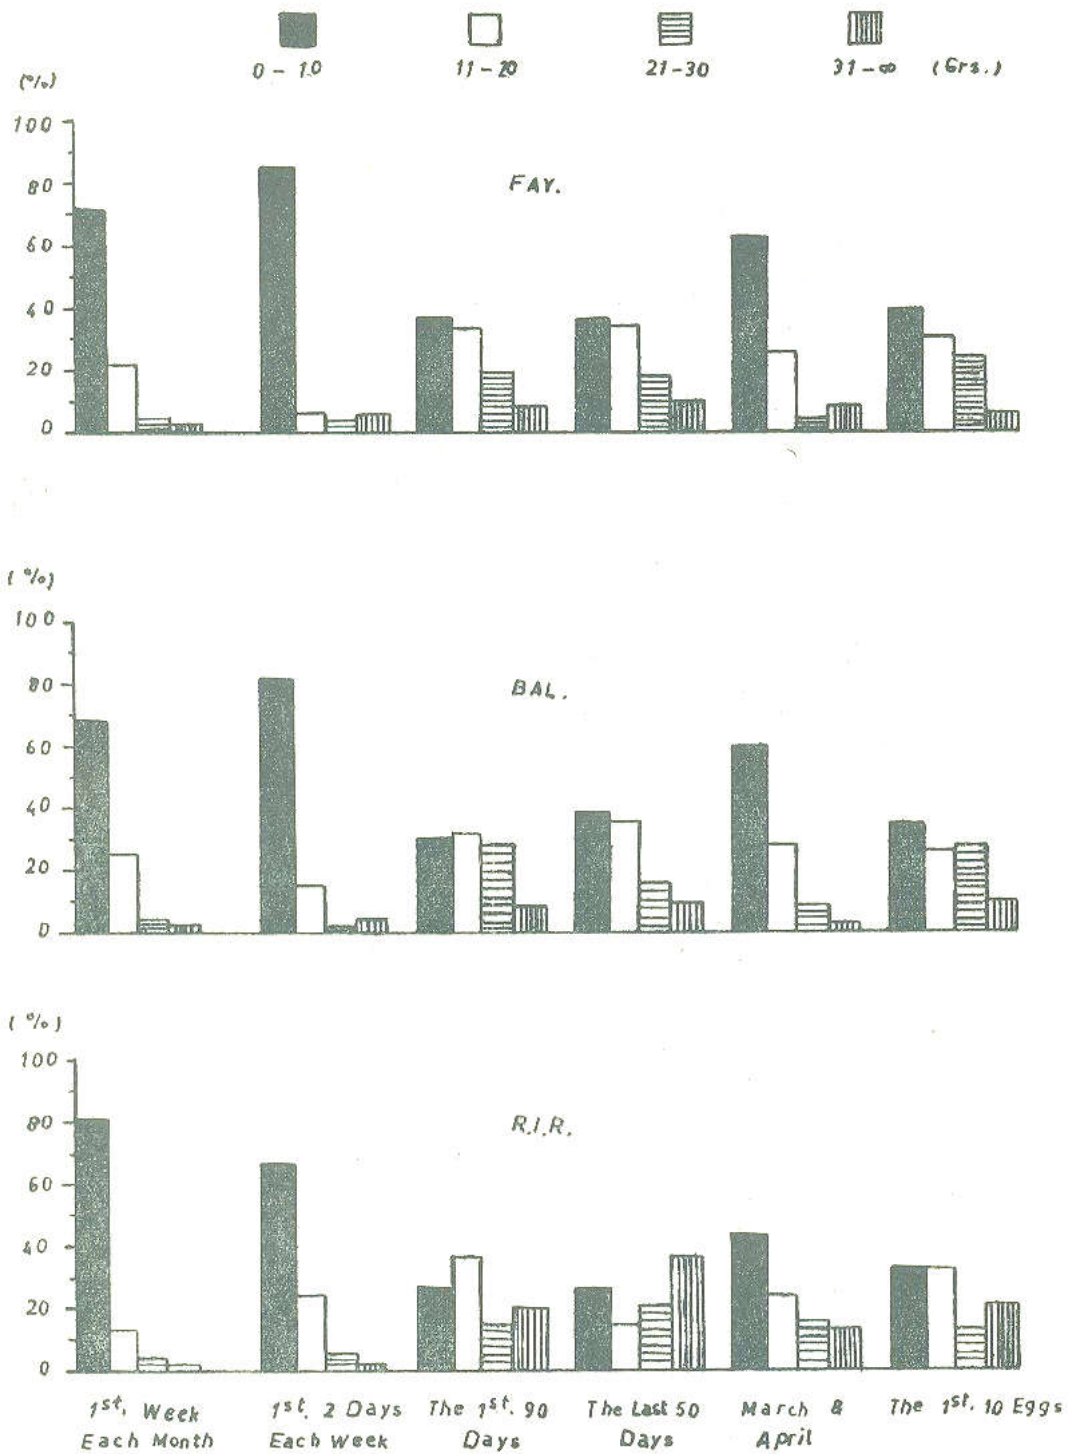 0 - 10 11-20 21-30 31-∞ (Grs.)
(%)
100
80
60
40
20
0
FAY.
(%)
100
80
60
40
20
0
BAL.
(%)
100
80
60
40
20
0
R.I.R.
1st. Week Each Month
1st. 2 Days Each Week
The 1st. 90 Days
The Last 50 Days
March & April
The 1st. 10 Eggs